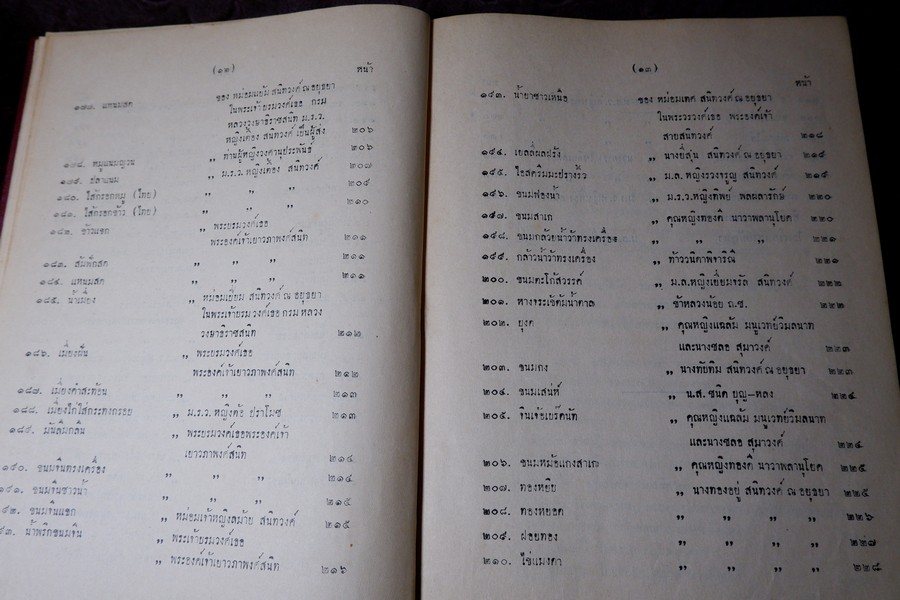 (๑๒)
หน้า
แหนมสด ของ หม่อมแย้ม สนิทวงศ์ ณ อยุธยา
ในพระเจ้าบรมวงศ์เธอ กรม
หลวงวงษาธิราชสนิท ม.ร.ว.
หญิงเคื่อง สนิทวงศ์ เป็นผู้ส่ง ๒๐๖
๑๗๘. หมูแนมญวน ,, ท่านผู้หญิงวงศานุประพันธ์ ๒๐๖
๑๗๙. ปลาแนม ,, ม.ร.ว. หญิงเคื่อง สนิทวงศ์ ๒๐๗
๑๘๐. ไส้กรอกหมู (ไทย) ,, ,, ,, ๒๐๙
๑๘๑. ไส้กรอกข้าว (ไทย) ,, ,, ,, ๒๑๐
๑๘๒. ข้าวแขก ,, พระบรมวงศ์เธอ
พระองค์เจ้าเยาวภาพงศ์สนิท ๒๑๑
๑๘๓. ส้มฟักสด ,, ,, ,, ๒๑๑
๑๘๔. แหนมสด ,, ,, ,, ๒๑๑
๑๘๕. น้ำเมี่ยง ,, หม่อมเยี่ยม สนิทวงศ์ ณ อยุธยา
ในพระเจ้าบรมวงศ์เธอ กรม หลวง
วงษาธิราชสนิท ๒๑๒
๑๘๖. เมี่ยงผืน ,, พระบรมวงศ์เธอ
พระองค์เจ้าเยาวภาพงศ์สนิท ๒๑๒
๑๘๗. เมี่ยงคำสะท้อน ,, ,, ,, ๒๑๓
๑๘๘. เมี่ยงไก่ใส่กระทงกรอบ ,, ม.ร.ว. หญิงต้อ ปราโมช ๒๑๓
๑๘๙. มันลิ้มกลืน ,, พระบรมวงศ์เธอพระองค์เจ้า
เยาวภาพงศ์สนิท ๒๑๔
๑๙๐. ขนมจีนทรงเครื่อง ,, ,, ,, ๒๑๔
๑๙๑. ขนมจีนซาวน้ำ ,, ,, ,, ๒๑๕
๙๒. ขนมจีนแขก ,, หม่อมเจ้าหญิงลม้าย สนิทวงศ์ ๒๑๕
๙๓. น้ำพริกขนมจีน ,, พระเจ้าบรมวงศ์เธอ
,, พระองค์เจ้าเยาวภาพงศ์สนิท ๒๑๖
(๑๓)
หน้า
๑๙๓. น้ำยาชาวเหนือ ของ หม่อมเทศ สนิทวงศ์ ณ อยุธยา
ในพระวรวงศ์เธอ พระองค์เจ้า
สายสนิทวงศ์ ๒๑๘
๑๙๔. เยลลี่ผลฝรั่ง ,, นางยี่สุ่น สนิทวงศ์ ณ อยุธยา ๒๑๙
๑๙๕. ไอสครีมมะปรางริ้ว ,, ม.ล. หญิงรวงจรูญ สนิทวงศ์ ๒๑๙
๑๙๖. ขนมฟองน้ำ ,, ม.ร.ว.หญิงทิพย์ พลผลารักษ์ ๒๒๐
๑๙๗. ขนมสาเก ,, คุณหญิงทองดี นาวาพลานุโยค ๒๒๐
๑๙๘. ขนมกล้วยน้ำว้าทรงเครื่อง ,, ,, ,, ๒๒๑
๑๙๙. กล้าวน้ำว้าทรงเครื่อง ,, ท้าววนิดาพิจาริณี ๒๒๑
๒๐๐. ขนมตะโก้สวรรค์ ,, ม.ล.หญิงเยี่ยมจรัล สนิทวงศ์ ๒๒๒
๒๐๑. หางจระเข้คั้มน้ำตาล ,, ข้าหลวงน้อย ถ.ช. ๒๒๒
๒๐๒. ยุงด ,, คุณหญิงแฉล้ม มนูเวทย์วิมลนาท
และนางชลอ สุมาวงค์ ๒๒๓
๒๐๓. ขนมกง ,, นางทัยทิม สนิทวงศ์ ณ อยุธยา ๒๒๓
๒๐๔. ขนมเสน่ห์ ,, น.ส. ชนิด บุญ–หลง ๒๒๔
๒๐๕. จินเจ้อเบร็คนัท ,, คุณหญิงแฉล้ม มนูเวทย์วิมลนาท
และนางชลอ สุมาวงค์ ๒๒๔
๒๐๖. ขนมหม้อแกงสาเก ,, คุณหญิงทองดี นาวาพลานุโยค ๒๒๕
๒๐๗. ทองหยิบ ,, นางทองอยู่ สนิทวงศ์ ณ อยุธยา ๒๒๕
๒๐๘. ทองหยอด ,, ,, ,, ,, ๒๒๖
๒๐๙. ฝอยทอง ,, ,, ,, ,, ๒๒๗
๒๑๐. ไข่แมงดา ,, ,, ,, ,, ๒๒๘